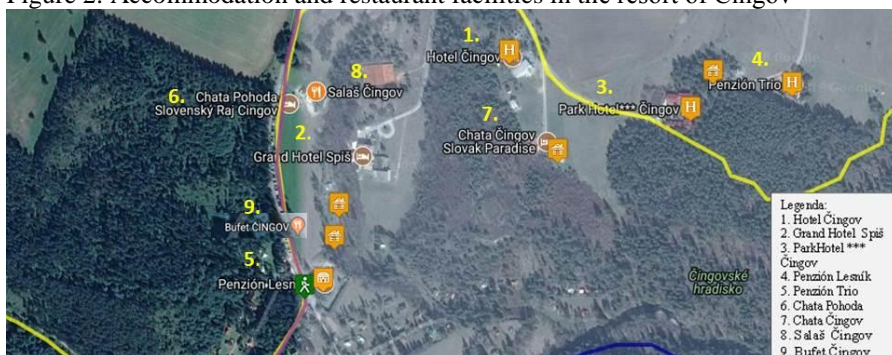 Figure 2. Accommodation and restaurant facilities in the resort of Čingov
1.
Hotel Čingov
8.
4.
6.
Chata Pohoda
Slovenský Raj Cingov
Salaš Čingov
3.
Penzión Trio
Park Hotel*** Čingov
2.
7.
Chata Čingov
Slovak Paradise
Grand Hotel Spiš
9.
Bufet ČINGOV
5.
Penzión Lesn
Čingovské
hradisko
Legenda:
1. Hotel Čingov
2. Grand Hotel Spiš
3. ParkHotel ***
Čingov
4. Penzión Lesník
5. Penzión Trio
6. Chata Pohoda
7. Chata Čingov
8. Salaš Čingov
9. Bufet Čingov